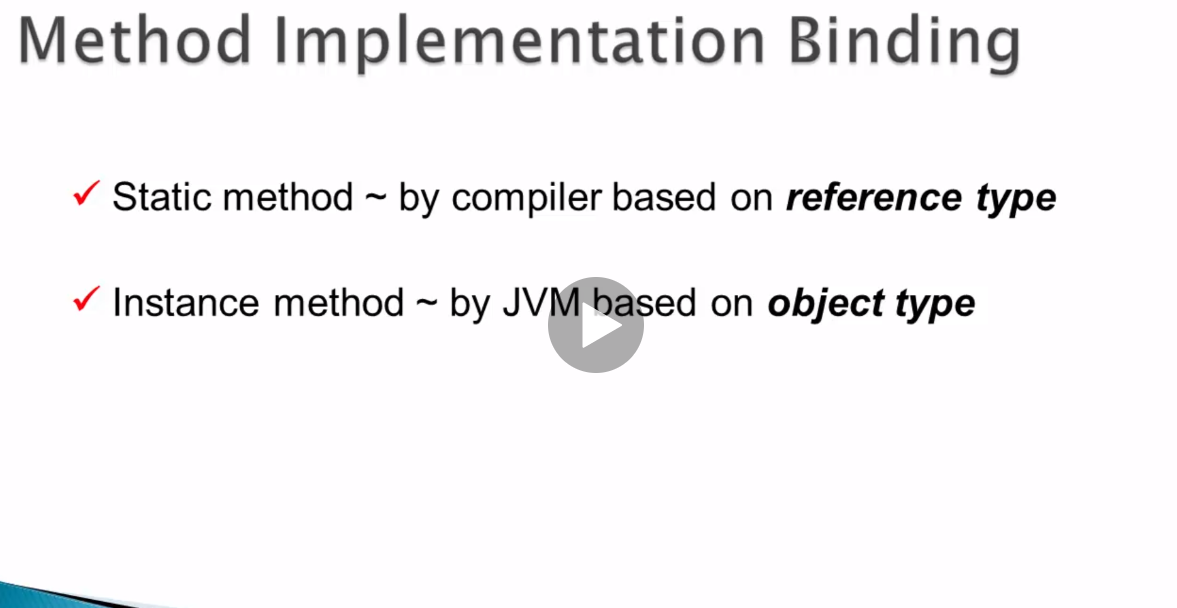 Method Implementation Binding
Static method ~ by compiler based on reference type
Instance method ~ by JVM based on object type